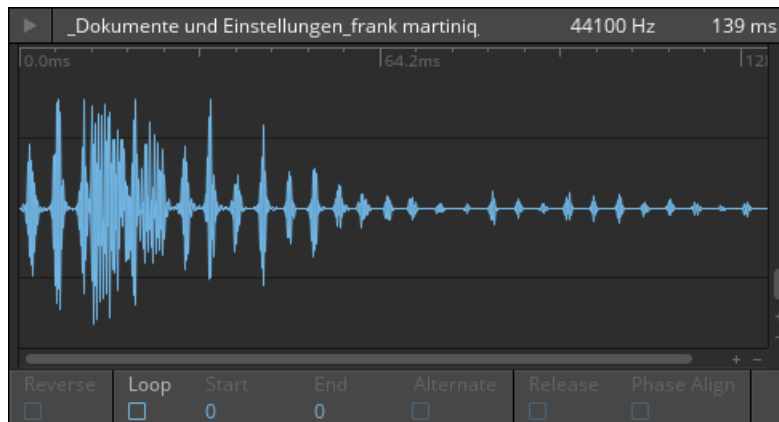 _Dokumente und Einstellungen_frank martiniq 44100 Hz 139 ms
0.0ms 64.2ms 128
Reverse Loop Start End Alternate Release Phase Align
0 0